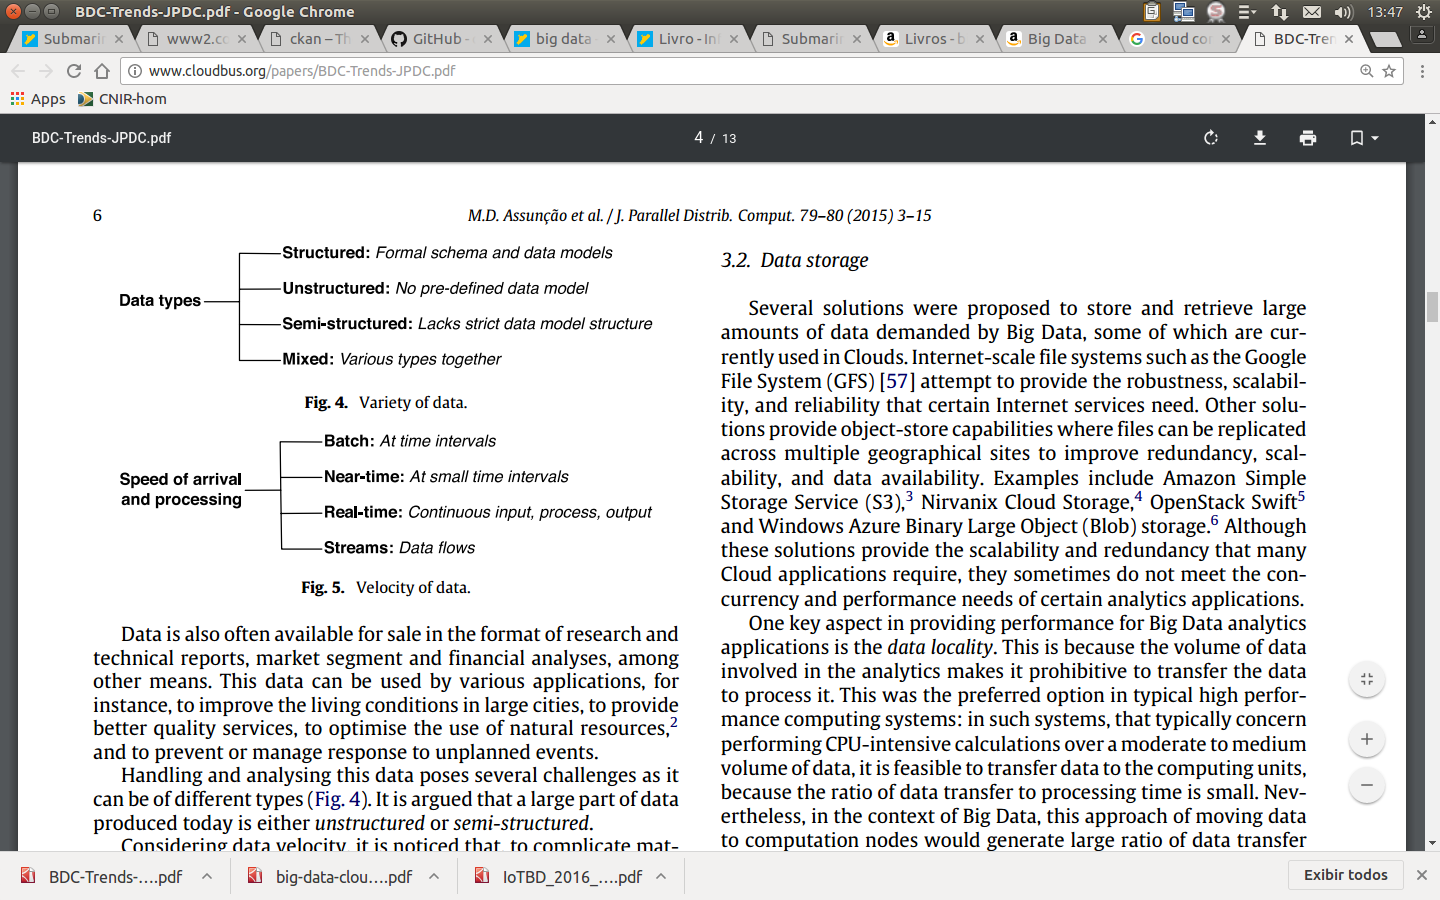 BDC-Trends-JPDC.pdf - Google Chrome
13:47
Submarin
www2.co
ckan – Th
GitHub -
big data
Livro - In
Submarin
Livros - b
Big Data
cloud com
BDC-Tren
www.cloudbus.org/papers/BDC-Trends-JPDC.pdf
Apps
CNIR-hom
BDC-Trends-JPDC.pdf
4 / 13
6
M.D. Assunção et al. / J. Parallel Distrib. Comput. 79–80 (2015) 3–15
Data types
Structured: Formal schema and data models
Unstructured: No pre-defined data model
Semi-structured: Lacks strict data model structure
Mixed: Various types together
Fig. 4. Variety of data.
Speed of arrival
and processing
Batch: At time intervals
Near-time: At small time intervals
Real-time: Continuous input, process, output
Streams: Data flows
Fig. 5. Velocity of data.
Data is also often available for sale in the format of research and
technical reports, market segment and financial analyses, among
other means. This data can be used by various applications, for
instance, to improve the living conditions in large cities, to provide
better quality services, to optimise the use of natural resources,2
and to prevent or manage response to unplanned events.
Handling and analysing this data poses several challenges as it
can be of different types (Fig. 4). It is argued that a large part of data
produced today is either unstructured or semi-structured.
Considering data velocity, it is noticed that, to complicate mat-
3.2. Data storage
Several solutions were proposed to store and retrieve large
amounts of data demanded by Big Data, some of which are cur-
rently used in Clouds. Internet-scale file systems such as the Google
File System (GFS) [57] attempt to provide the robustness, scalabil-
ity, and reliability that certain Internet services need. Other solu-
tions provide object-store capabilities where files can be replicated
across multiple geographical sites to improve redundancy, scal-
ability, and data availability. Examples include Amazon Simple
Storage Service (S3),3 Nirvanix Cloud Storage,4 OpenStack Swift5
and Windows Azure Binary Large Object (Blob) storage.6 Although
these solutions provide the scalability and redundancy that many
Cloud applications require, they sometimes do not meet the con-
currency and performance needs of certain analytics applications.
One key aspect in providing performance for Big Data analytics
applications is the data locality. This is because the volume of data
involved in the analytics makes it prohibitive to transfer the data
to process it. This was the preferred option in typical high perfor-
mance computing systems: in such systems, that typically concern
performing CPU-intensive calculations over a moderate to medium
volume of data, it is feasible to transfer data to the computing units,
because the ratio of data transfer to processing time is small. Nev-
ertheless, in the context of Big Data, this approach of moving data
to computation nodes would generate large ratio of data transfer
BDC-Trends-....pdf
big-data-clou....pdf
IoTBD_2016_....pdf
Exibir todos